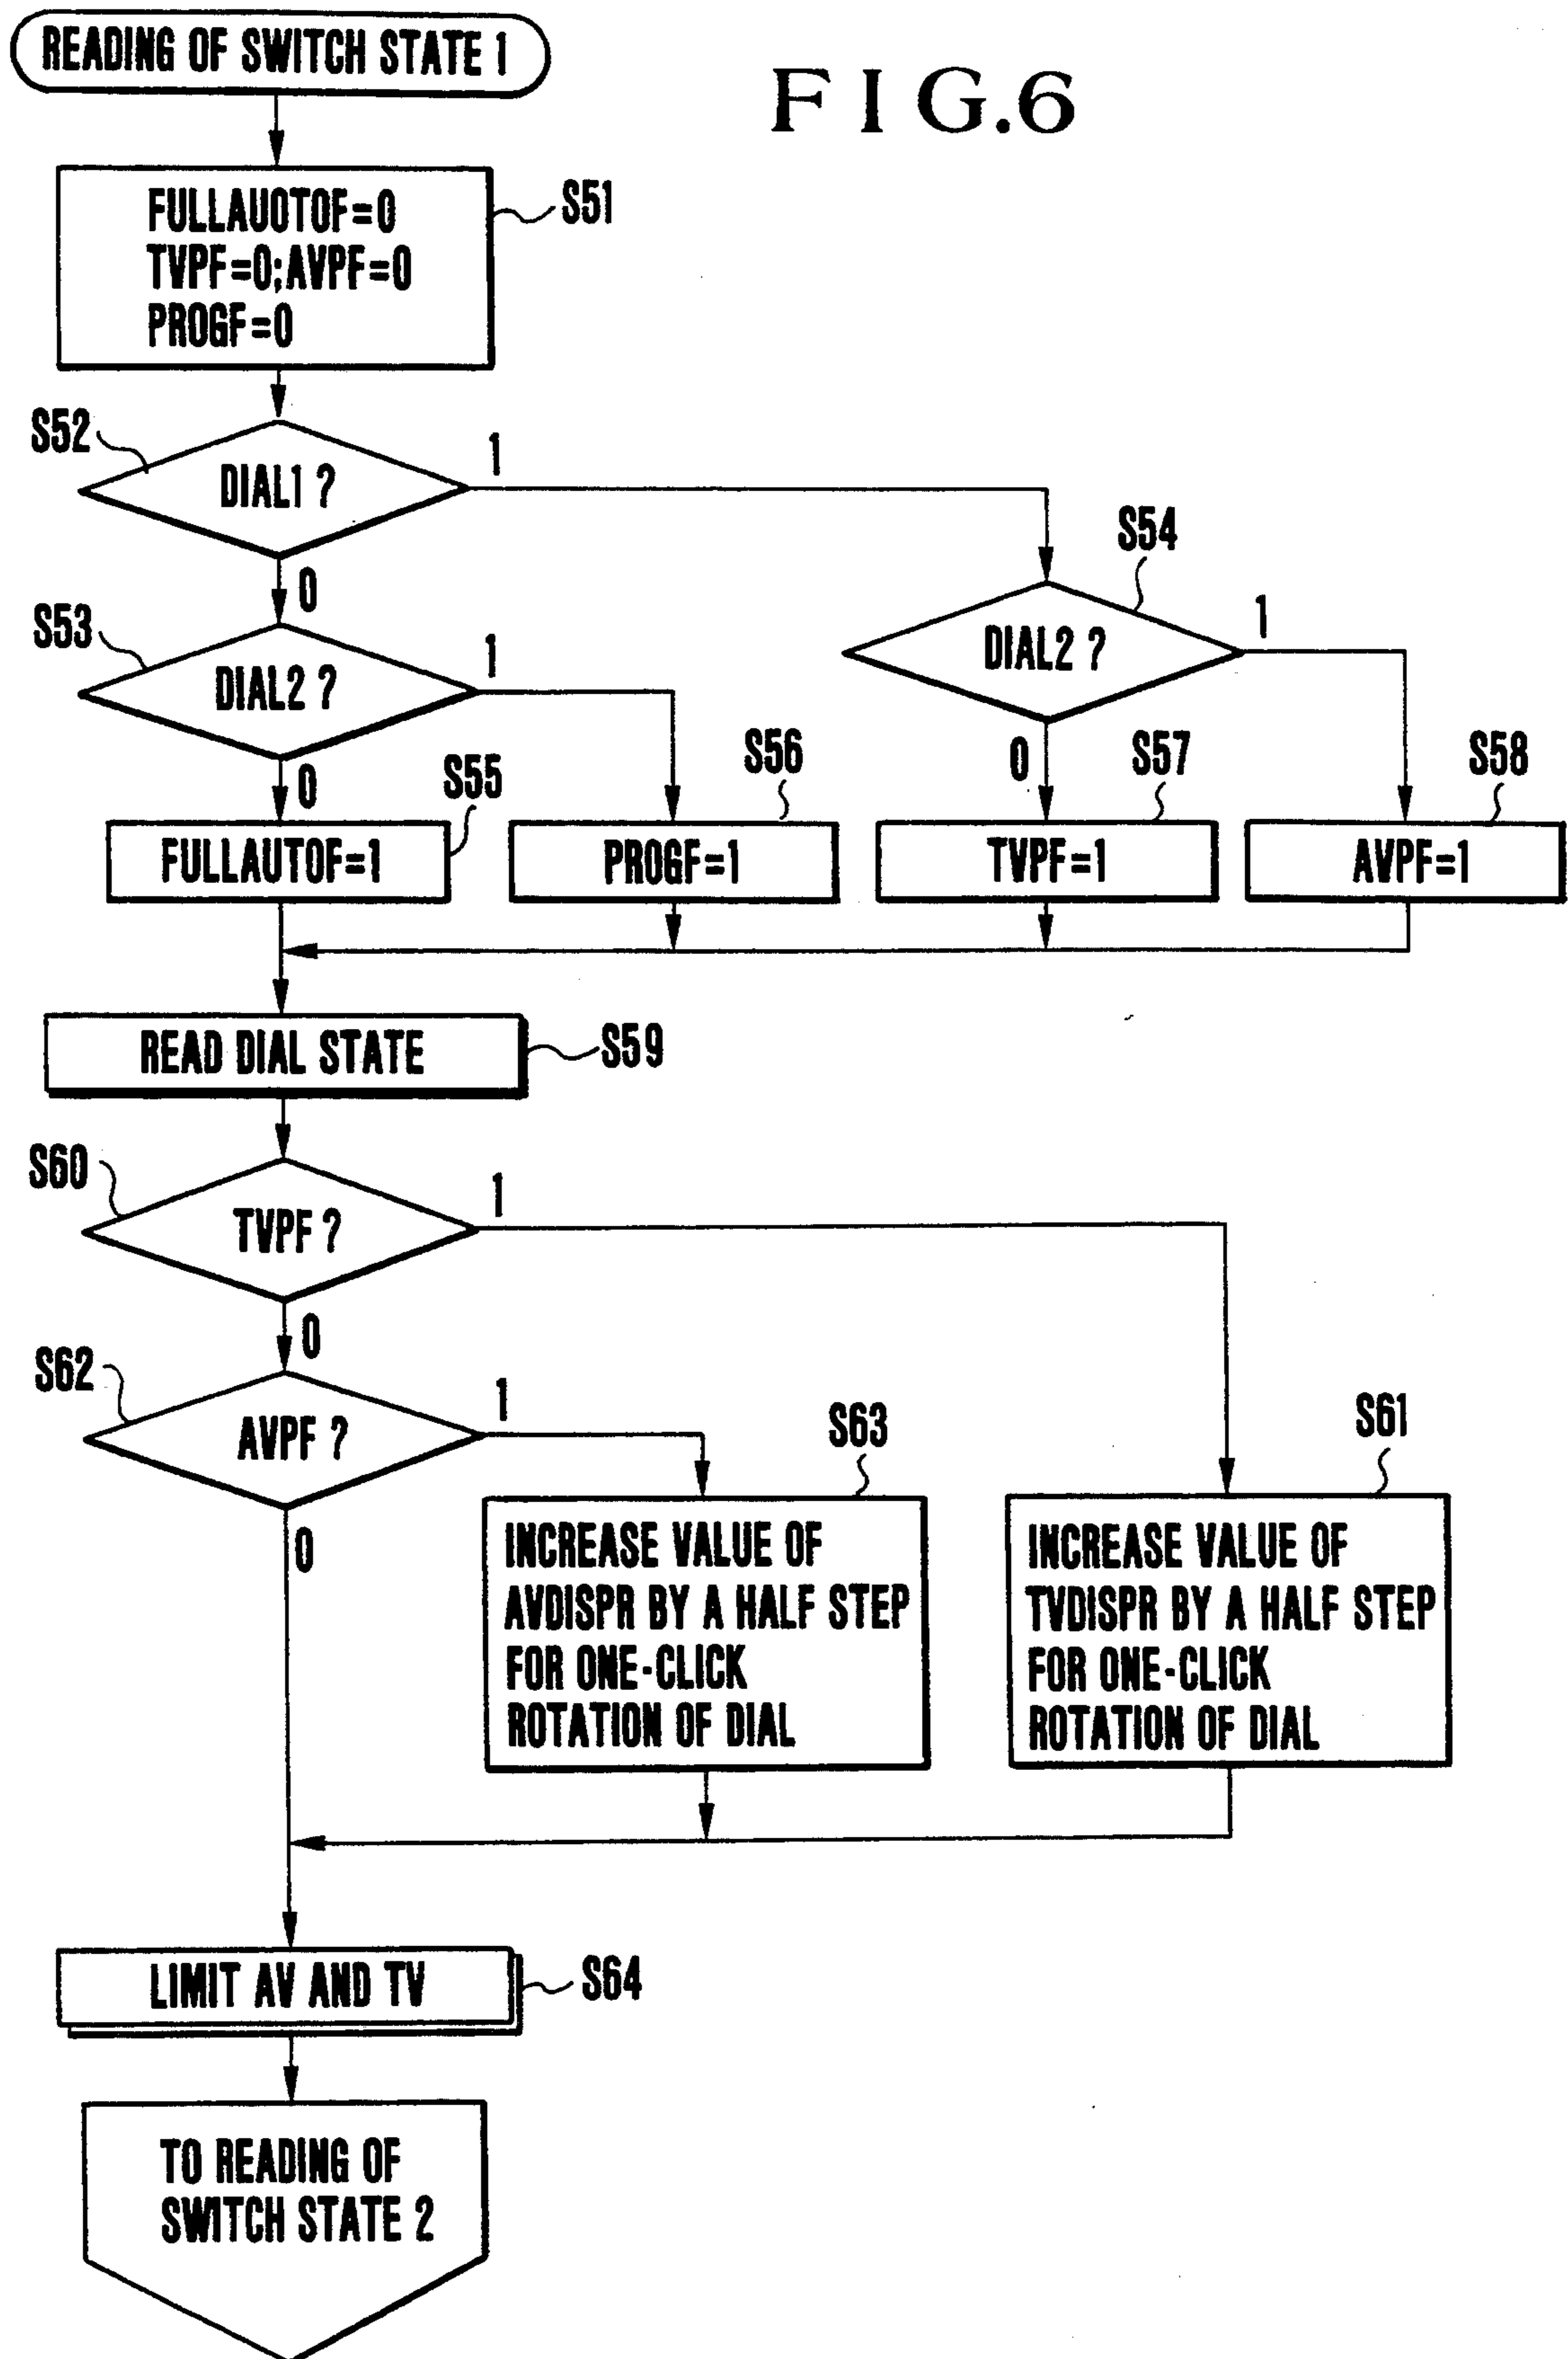 READING OF SWITCH STATE 1
FIG.6
FULLAUOTOF=0
TVPF=0;AVPF=0
PROGF=0
S51
S52
DIAL1 ?
1
0
S54
DIAL2 ?
1
0
S53
DIAL2 ?
1
0
S55
FULLAUTOF=1
S56
PROGF=1
S57
TVPF=1
S58
AVPF=1
READ DIAL STATE
S59
S60
TVPF ?
1
0
S62
AVPF ?
1
0
S63
INCREASE VALUE OF
AVDISPR BY A HALF STEP
FOR ONE-CLICK
ROTATION OF DIAL
S61
INCREASE VALUE OF
TVDISPR BY A HALF STEP
FOR ONE-CLICK
ROTATION OF DIAL
LIMIT AV AND TV
S64
TO READING OF
SWITCH STATE 2